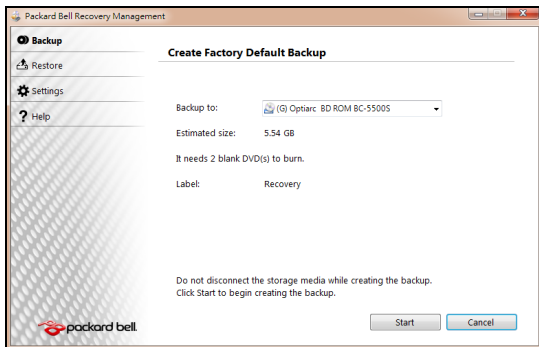 Packard Bell Recovery Management
Backup
Restore
Settings
Help
Create Factory Default Backup
Backup to: (G) Optiarc BD ROM BC-5500S
Estimated size: 5.54 GB
It needs 2 blank DVD(s) to burn.
Label: Recovery
Do not disconnect the storage media while creating the backup.
Click Start to begin creating the backup.
packard bell.
Start Cancel